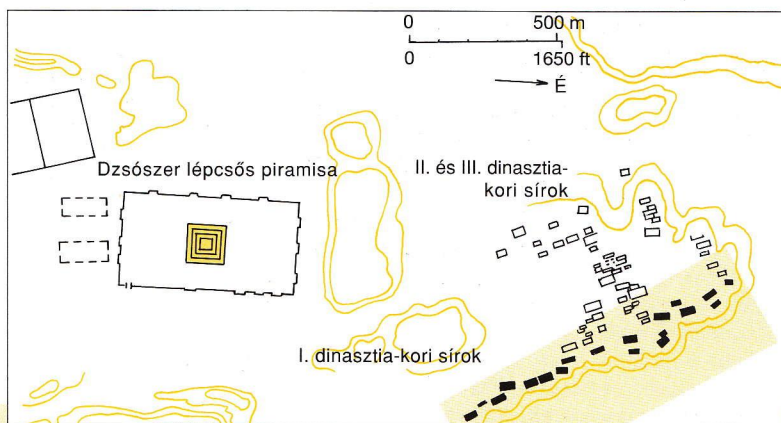 0 500 m
0 1650 ft
É
Dzsószer lépcsős piramisa
II. és III. dinasztia-
kori sírok
I. dinasztia-kori sírok